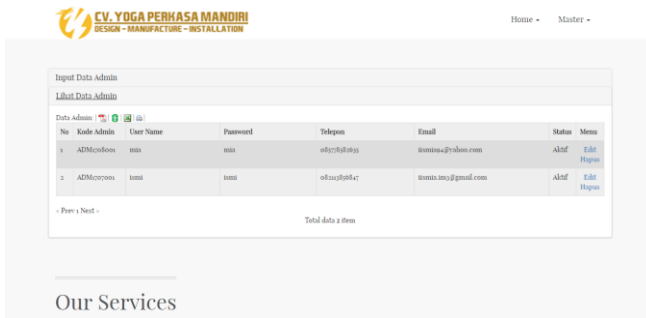 CV. YOGA PERKASA MANDIRI
DESIGN - MANUFACTURE - INSTALLATION
Home Master
Input Data Admin
Lihat Data Admin
Data Admin | | | |
No Kode Admin User Name Password Telepon Email Status Menu
1 ADM1708001 mis mis Aktif Edit
Hapus
2 ADM1707001 ismi ismi Aktif Edit
Hapus
« Prev 1 Next »
Total data 2 item
Our Services